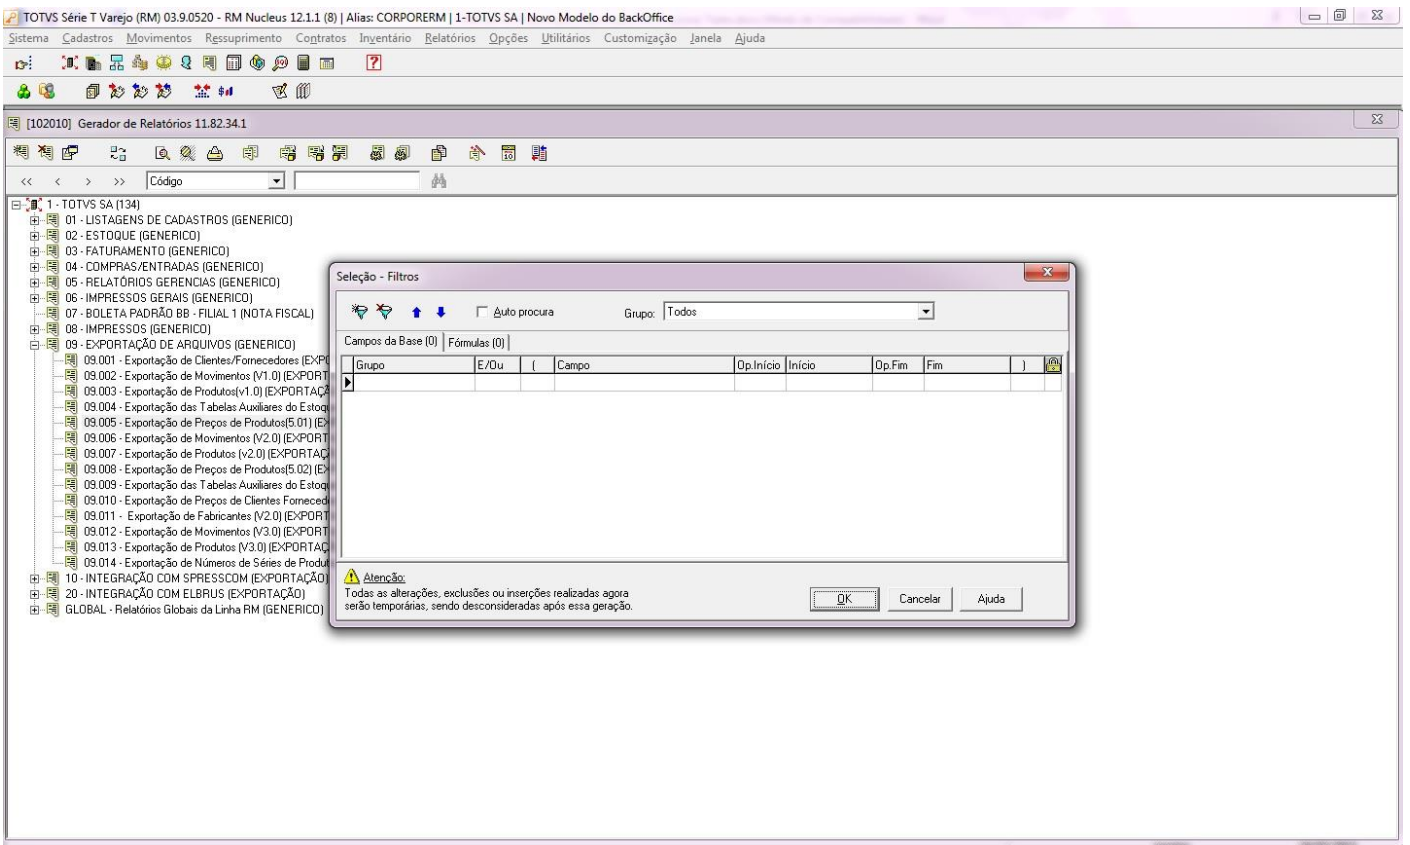 TOTVS Série T Varejo (RM) 03.9.0520 - RM Nucleus 12.1.1 (8) | Alias: CORPORERM | 1-TOTVS SA | Novo Modelo do BackOffice
Sistema Cadastros Movimentos Ressuprimento Contratos Inventário Relatórios Opções Utilitários Customização Janela Ajuda
[102010] Gerador de Relatórios 11.82.34.1
<< < > >> Código
1 - TOTVS SA (134)
01 - LISTAGENS DE CADASTROS (GENERICO)
02 - ESTOQUE (GENERICO)
03 - FATURAMENTO (GENERICO)
04 - COMPRAS/ENTRADAS (GENERICO)
05 - RELATÓRIOS GERENCIAS (GENERICO)
06 - IMPRESSOS GERAIS (GENERICO)
07 - BOLETA PADRÃO BB - FILIAL 1 (NOTA FISCAL)
08 - IMPRESSOS (GENERICO)
09 - EXPORTAÇÃO DE ARQUIVOS (GENERICO)
09.001 - Exportação de Clientes/Fornecedores (EXPO
09.002 - Exportação de Movimentos (V1.0) (EXPORT
09.003 - Exportação de Produtos(v1.0) (EXPORTAÇÃ
09.004 - Exportação das Tabelas Auxiliares do Estoqu
09.005 - Exportação de Preços de Produtos(5.01) (EX
09.006 - Exportação de Movimentos (V2.0) (EXPORT
09.007 - Exportação de Produtos (v2.0) (EXPORTAÇÃ
09.008 - Exportação de Preços de Produtos(5.02) (EX
09.009 - Exportação das Tabelas Auxiliares do Estoqu
09.010 - Exportação de Preços de Clientes Fornecedo
09.011 - Exportação de Fabricantes (V2.0) (EXPORT
09.012 - Exportação de Movimentos (V3.0) (EXPORT
09.013 - Exportação de Produtos (V3.0) (EXPORTAÇ
09.014 - Exportação de Números de Séries de Produt
10 - INTEGRAÇÃO COM SPRESSCOM (EXPORTAÇÃO)
20 - INTEGRAÇÃO COM ELBRUS (EXPORTAÇÃO)
GLOBAL - Relatórios Globais da Linha RM (GENERICO)
Seleção - Filtros
Auto procura Grupo: Todos
Campos da Base (0) Fórmulas (0)
Grupo E/Ou ( Campo Op.Início Início Op.Fim Fim )
Atenção:
Todas as alterações, exclusões ou inserções realizadas agora
serão temporárias, sendo desconsideradas após essa geração.
OK Cancelar Ajuda